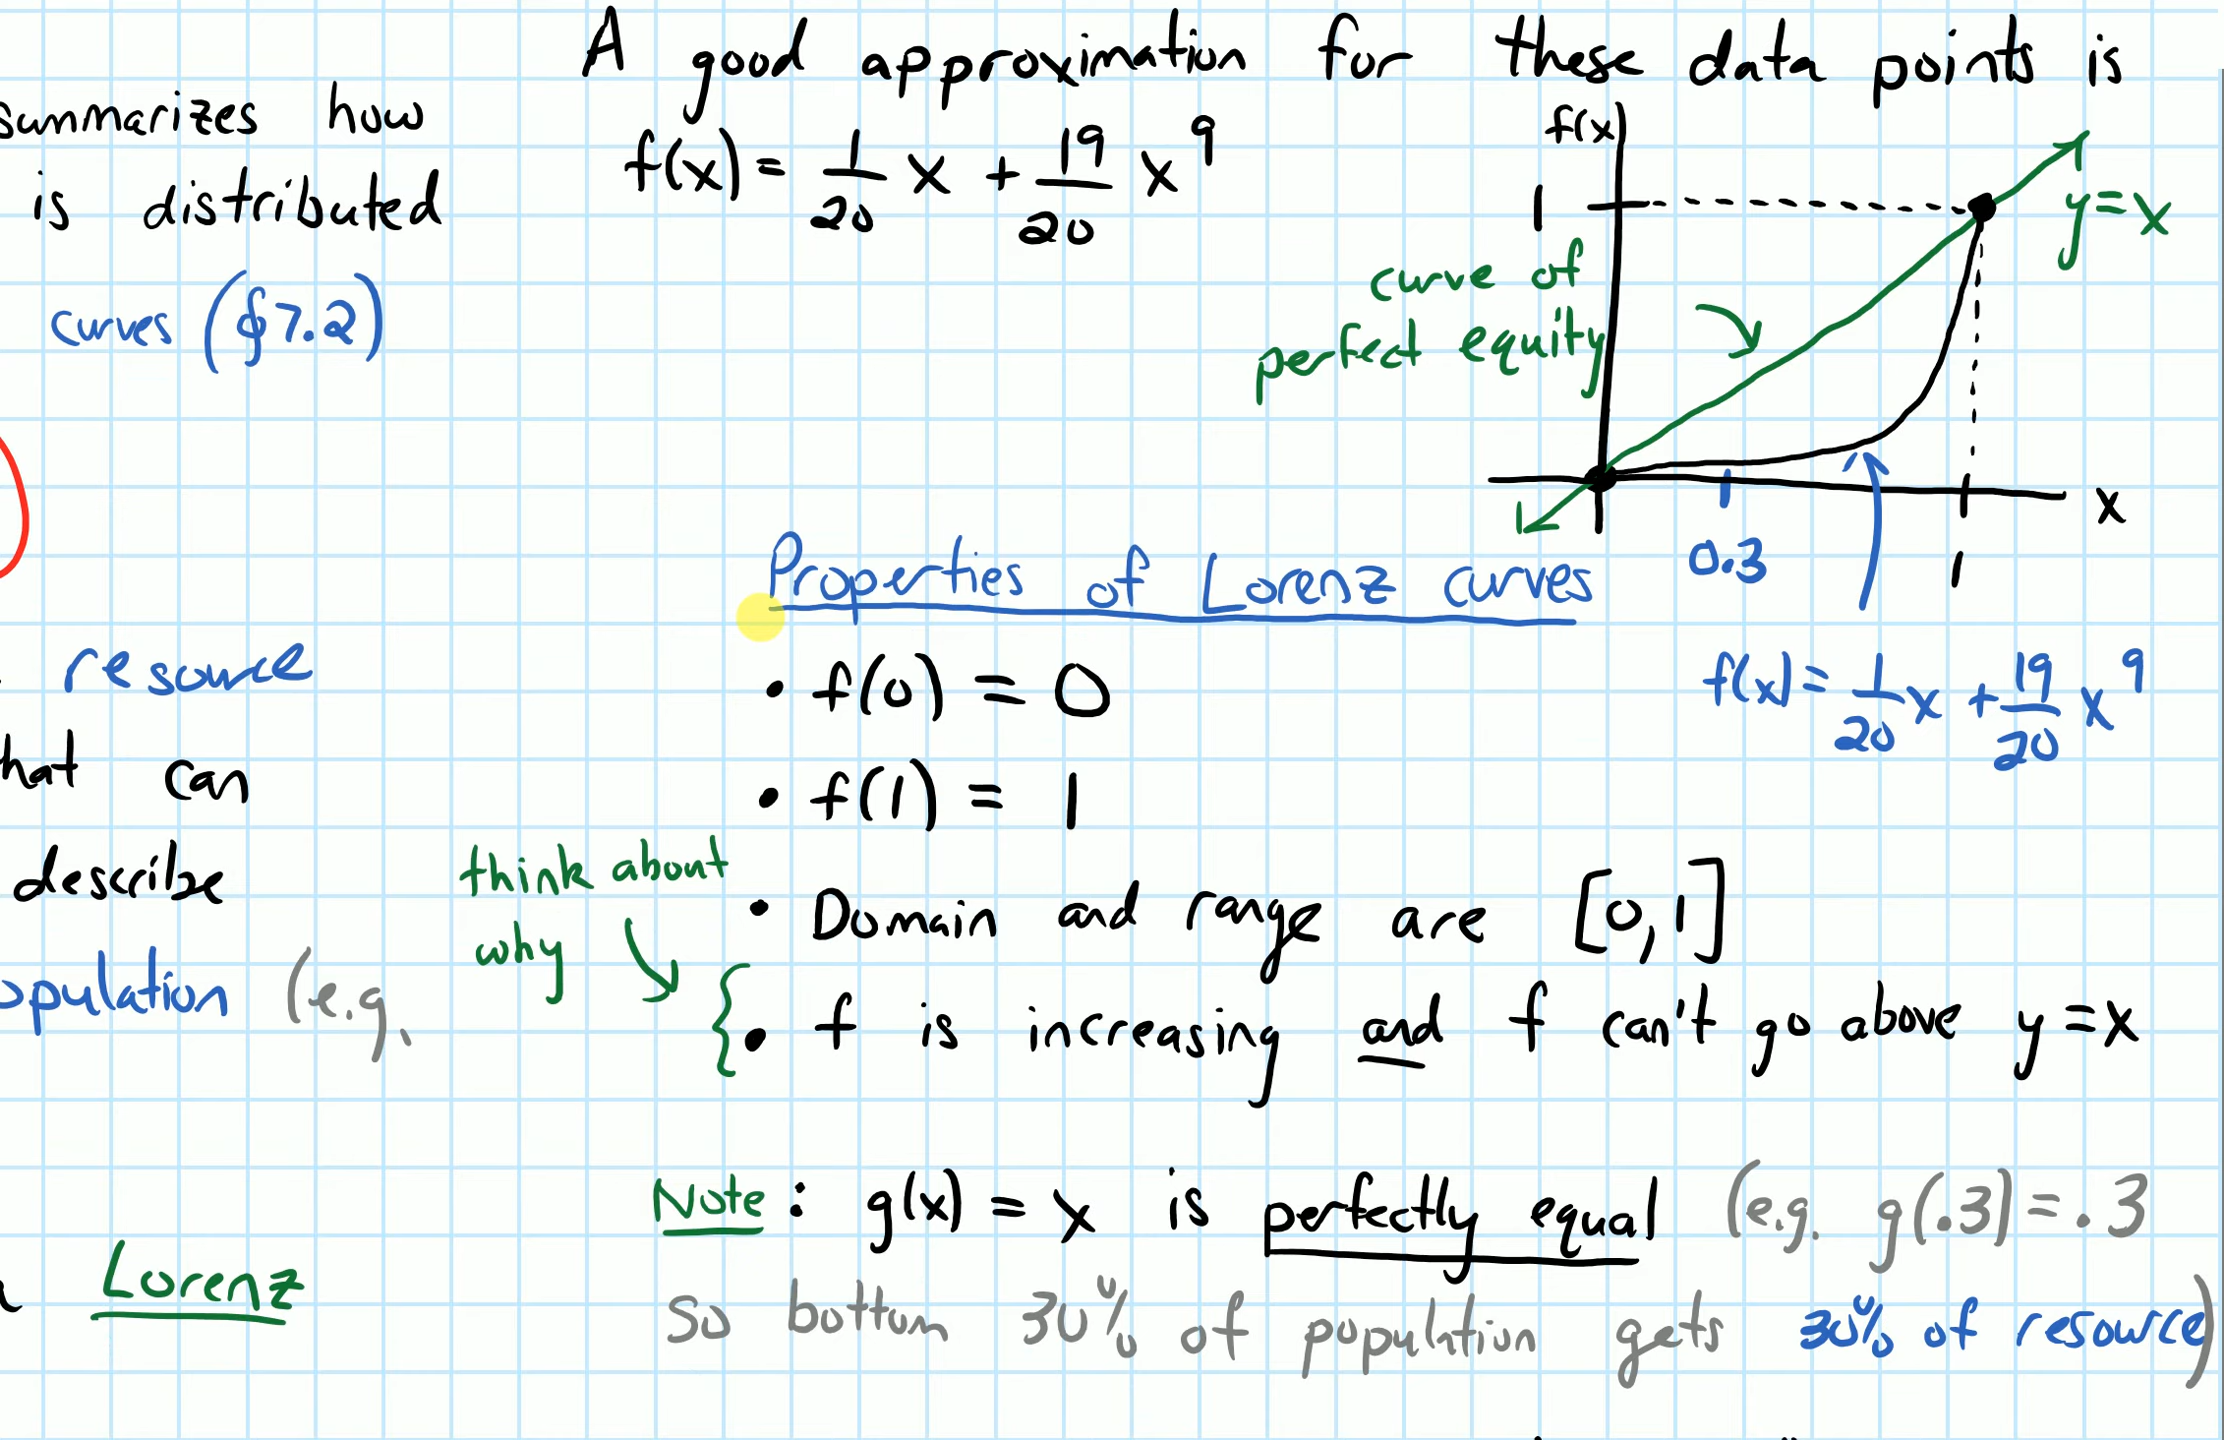 summarizes how
is distributed
curves (§7.2)
resource
can
describe
(e.g.
Lorenz
A good approximation for these data points is
f(x) = 1/20 x + 19/20 x^9
f(x)
1
y = x
curve of
perfect equity
x
0.3
1
f(x) = 1/20 x + 19/20 x^9
Properties of Lorenz curves
• f(0) = 0
• f(1) = 1
think about
why
• Domain and range are [0,1]
• f is increasing and f can't go above y = x
Note: g(x) = x is perfectly equal (e.g. g(.3) = .3
So bottom 30% of population gets 30% of resource)